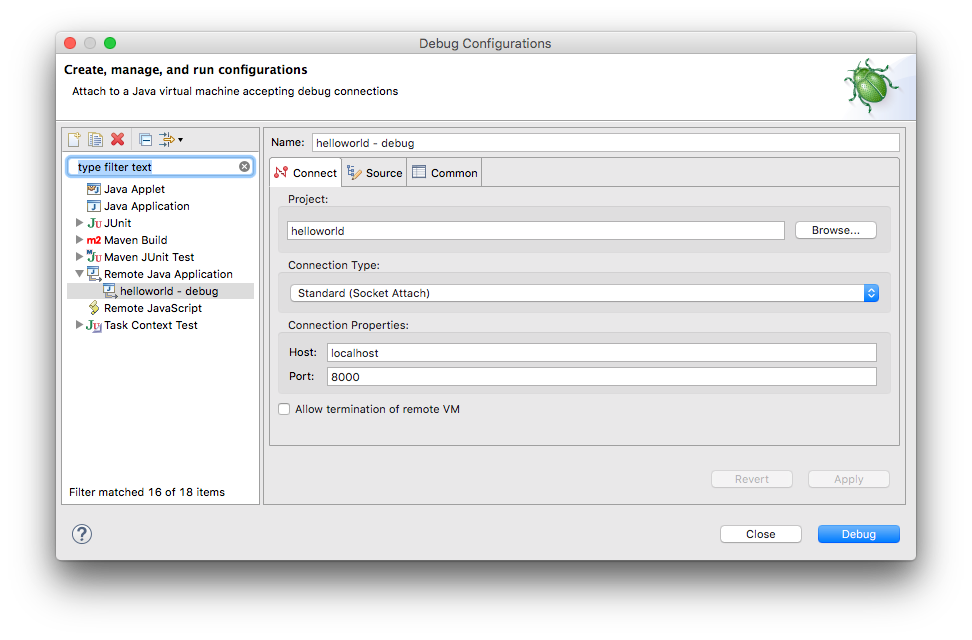 Debug Configurations
Create, manage, and run configurations
Attach to a Java virtual machine accepting debug connections
type filter text
Java Applet
Java Application
JUnit
Maven Build
Maven JUnit Test
Remote Java Application
helloworld - debug
Remote JavaScript
Task Context Test
Filter matched 16 of 18 items
Name: helloworld - debug
Connect Source Common
Project:
helloworld Browse...
Connection Type:
Standard (Socket Attach)
Connection Properties:
Host: localhost
Port: 8000
Allow termination of remote VM
Revert Apply
? Close Debug